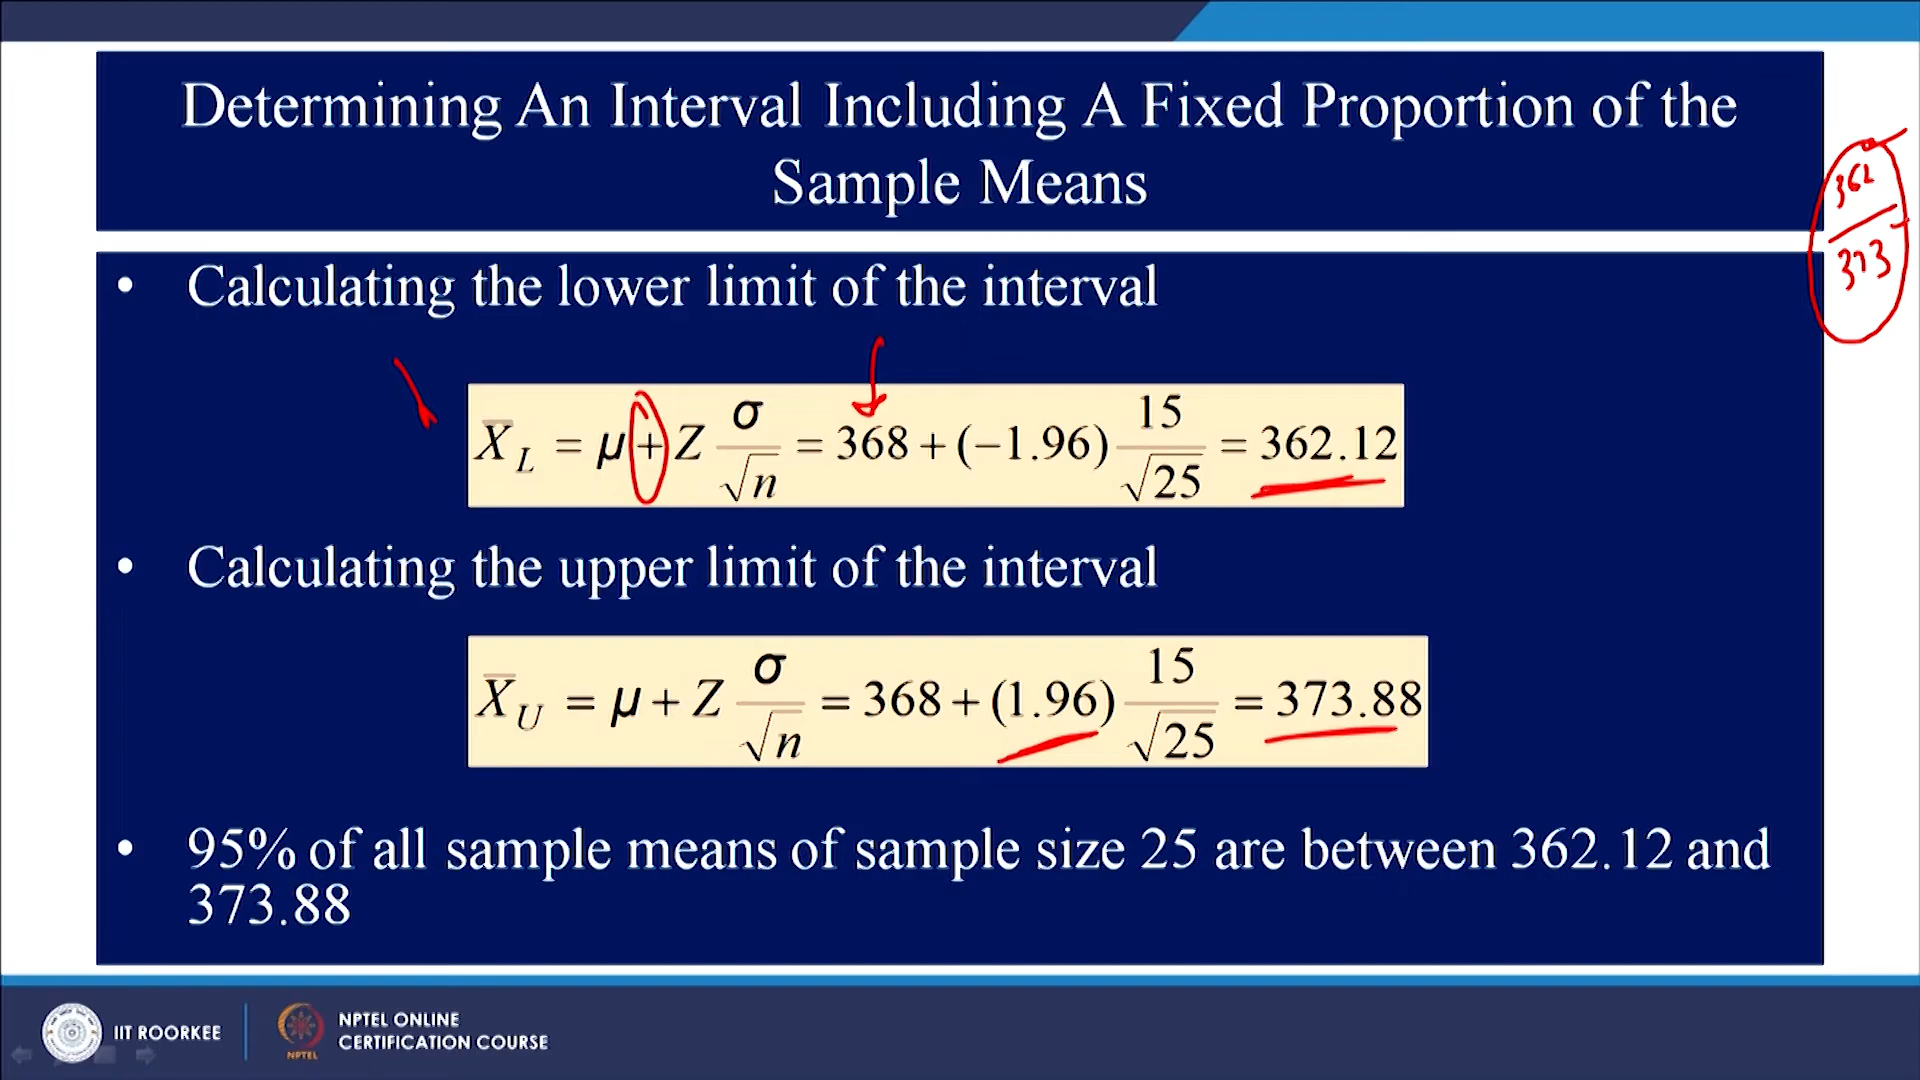 Determining An Interval Including A Fixed Proportion of the
Sample Means
362
373
• Calculating the lower limit of the interval
X̅_L = μ + Z σ/√n = 368 + (−1.96) 15/√25 = 362.12
• Calculating the upper limit of the interval
X̅_U = μ + Z σ/√n = 368 + (1.96) 15/√25 = 373.88
• 95% of all sample means of sample size 25 are between 362.12 and
373.88
IIT ROORKEE
NPTEL
NPTEL ONLINE
CERTIFICATION COURSE